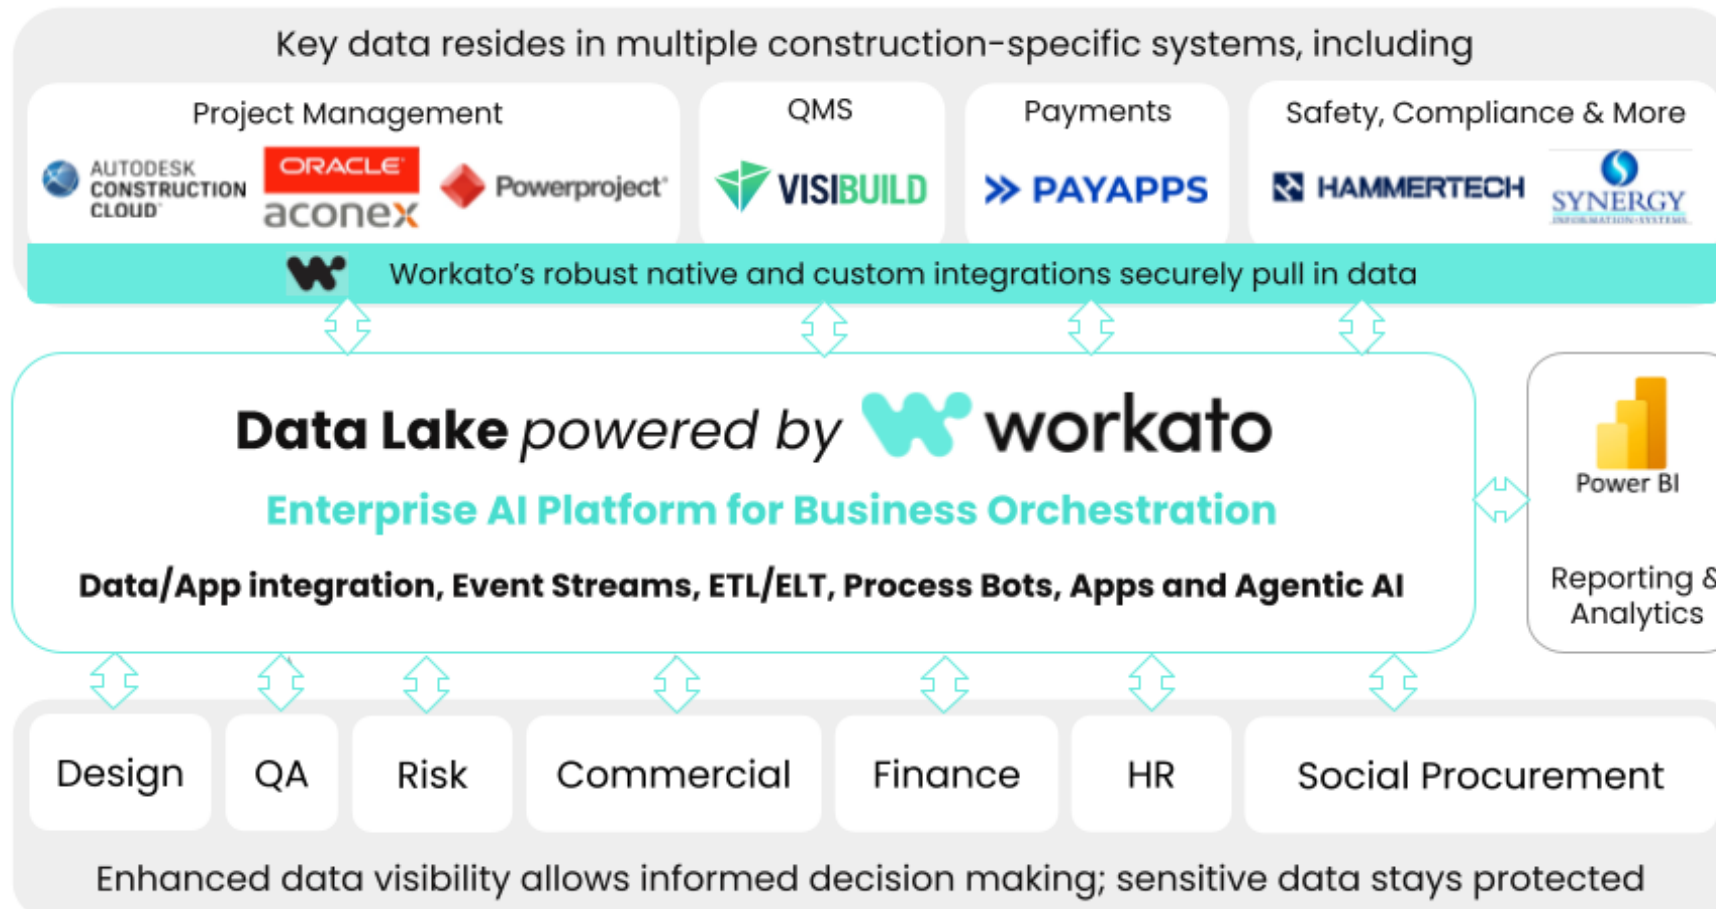 Key data resides in multiple construction-specific systems, including
Project Management
QMS
Payments
Safety, Compliance & More
AUTODESK
CONSTRUCTION
CLOUD
ORACLE
aconex
Powerproject
VISIBUILD
PAYAPPS
HAMMERTECH
SYNERGY
INFORMATION SYSTEMS
Workato’s robust native and custom integrations securely pull in data
Data Lake powered by workato
Enterprise AI Platform for Business Orchestration
Data/App integration, Event Streams, ETL/ELT, Process Bots, Apps and Agentic AI
Power BI
Reporting &
Analytics
Design
QA
Risk
Commercial
Finance
HR
Social Procurement
Enhanced data visibility allows informed decision making; sensitive data stays protected